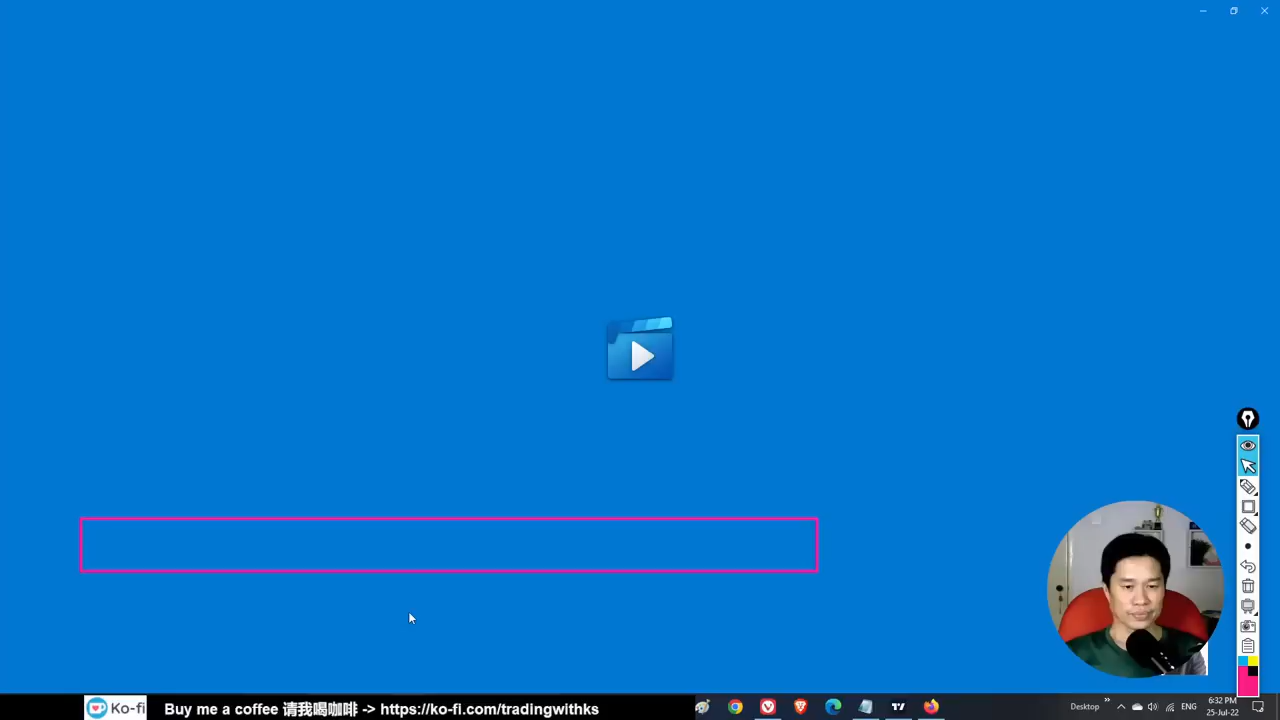 Ko-fi
Buy me a coffee 请我喝咖啡 -> https://ko-fi.com/tradingwithks
Desktop
ENG
6:32 PM
25-Jul-22